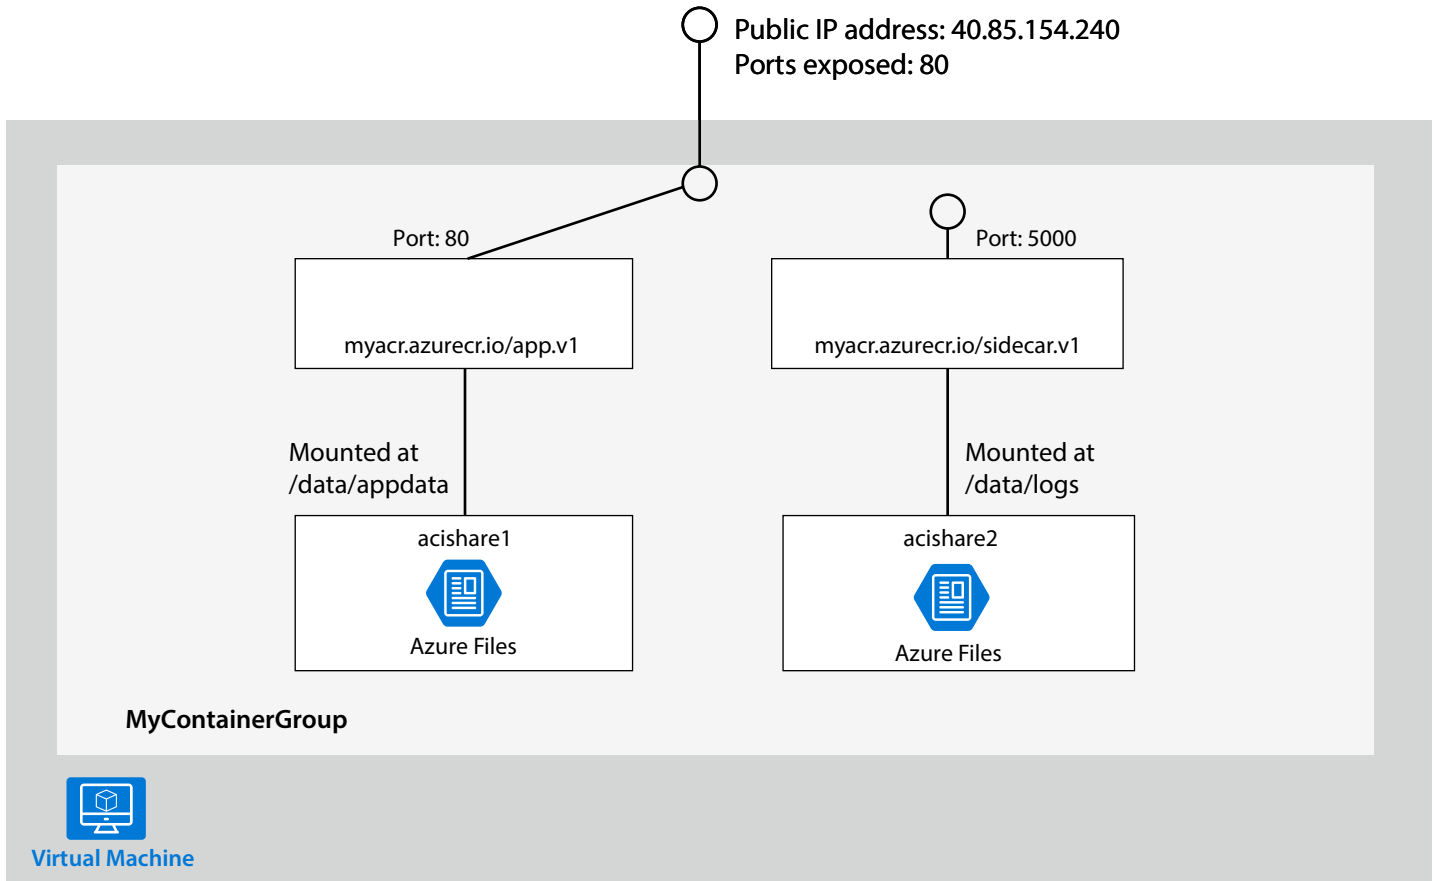 Public IP address: 40.85.154.240
Ports exposed: 80
Port: 80
Port: 5000
myacr.azurecr.io/app.v1
myacr.azurecr.io/sidecar.v1
Mounted at
/data/appdata
Mounted at
/data/logs
acishare1
Azure Files
acishare2
Azure Files
MyContainerGroup
Virtual Machine